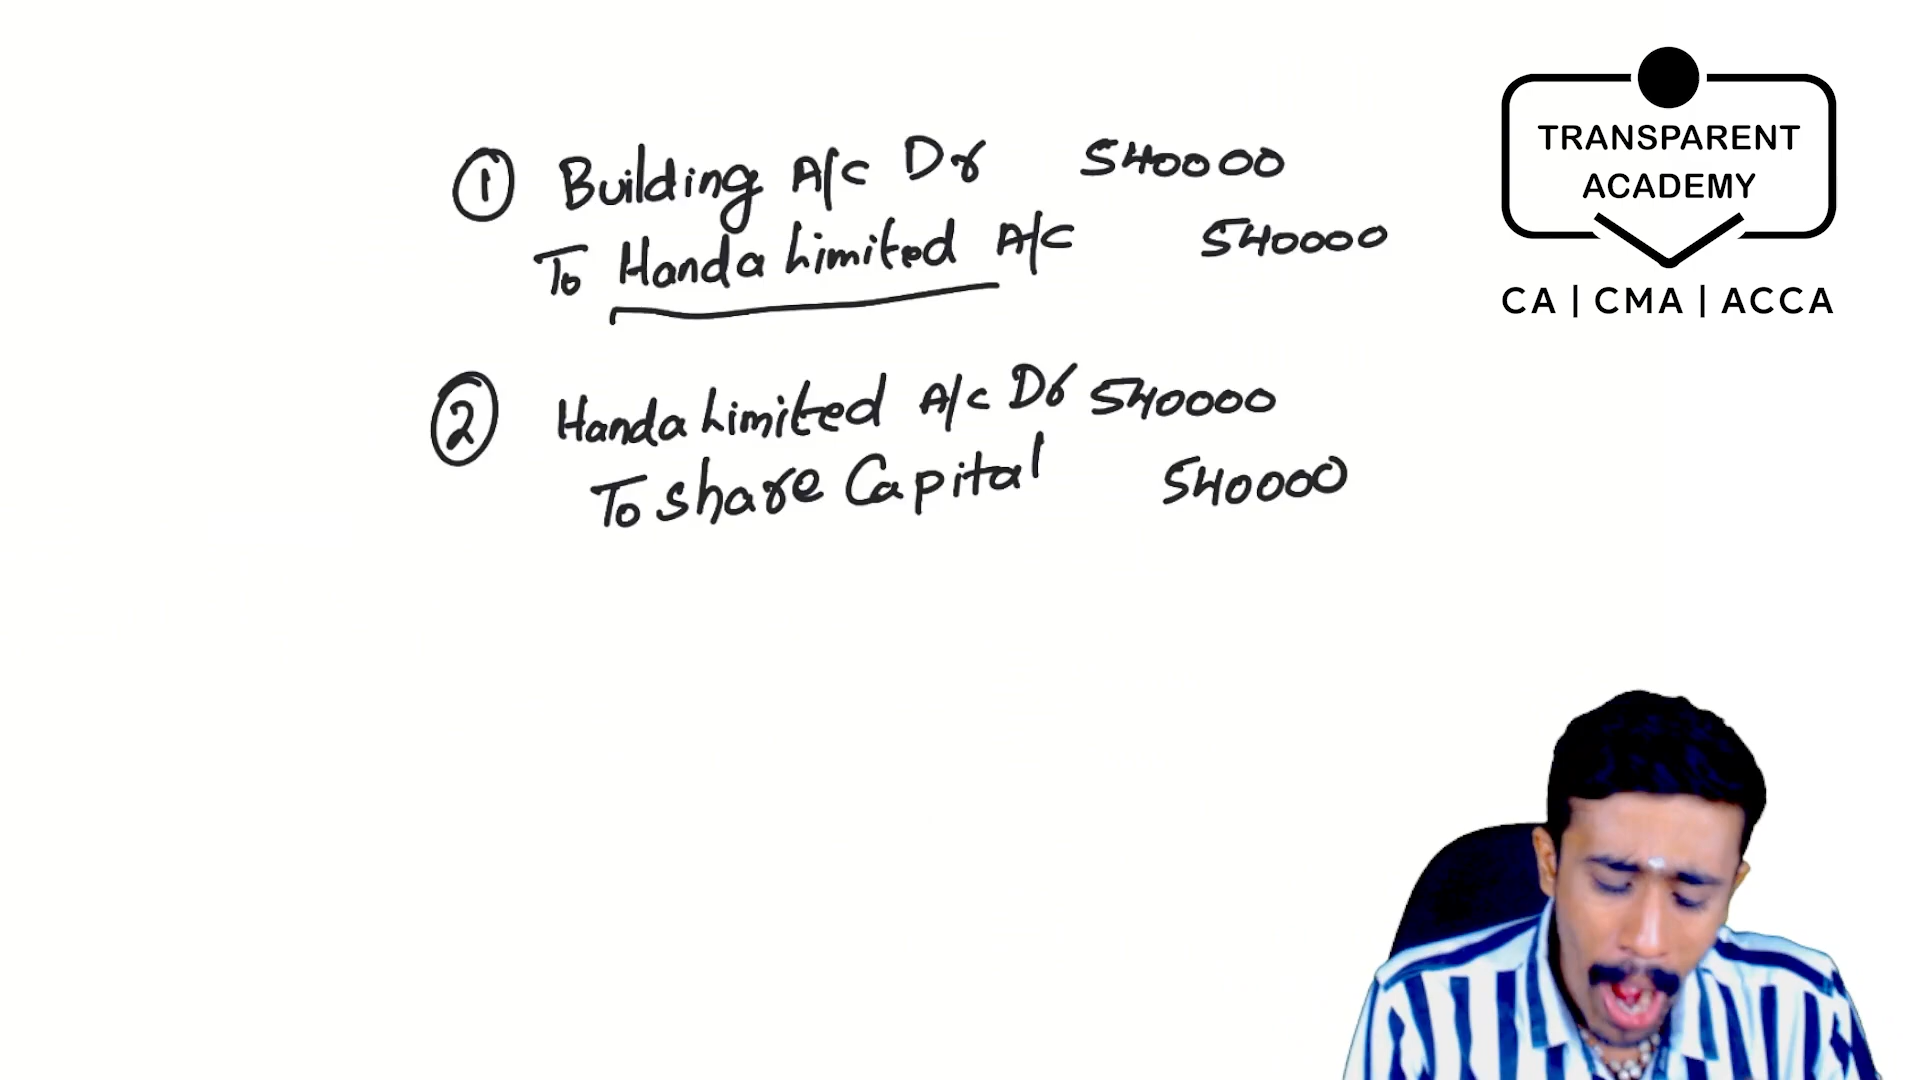 ① Building A/c Dr 540000
To Handa Limited A/c 540000
② Handa Limited A/c Dr 540000
To Share Capital 540000
TRANSPARENT
ACADEMY
CA | CMA | ACCA